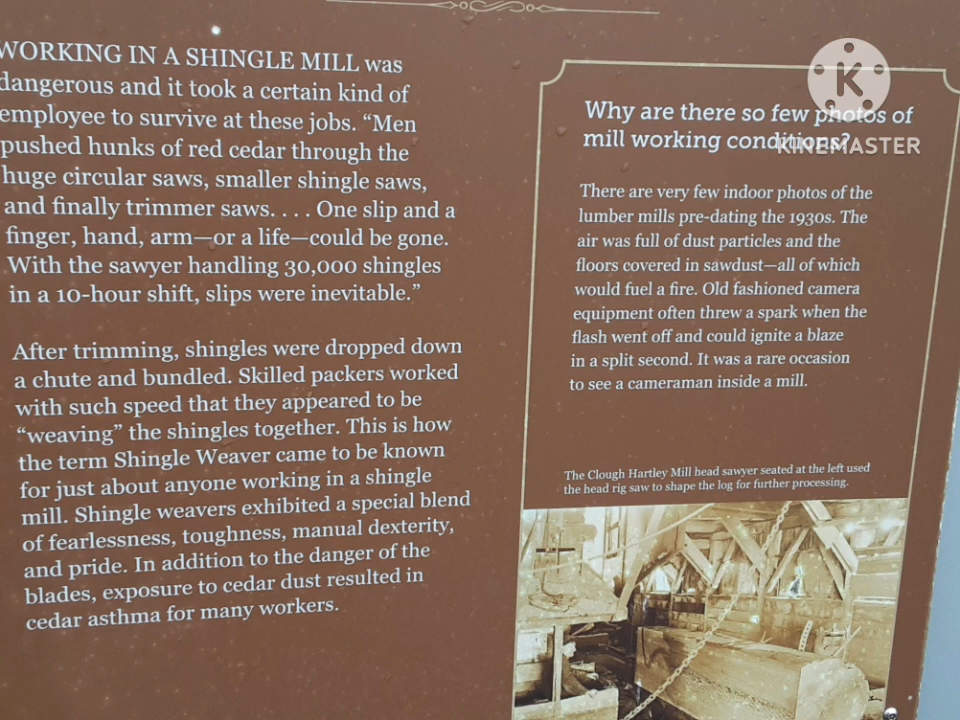 WORKING IN A SHINGLE MILL was
dangerous and it took a certain kind of
employee to survive at these jobs. “Men
pushed hunks of red cedar through the
huge circular saws, smaller shingle saws,
and finally trimmer saws. . . . One slip and a
finger, hand, arm—or a life—could be gone.
With the sawyer handling 30,000 shingles
in a 10-hour shift, slips were inevitable.”
After trimming, shingles were dropped down
a chute and bundled. Skilled packers worked
with such speed that they appeared to be
“weaving” the shingles together. This is how
the term Shingle Weaver came to be known
for just about anyone working in a shingle
mill. Shingle weavers exhibited a special blend
of fearlessness, toughness, manual dexterity,
and pride. In addition to the danger of the
blades, exposure to cedar dust resulted in
cedar asthma for many workers.
Why are there so few photos of
mill working conditions?
There are very few indoor photos of the
lumber mills pre-dating the 1930s. The
air was full of dust particles and the
floors covered in sawdust—all of which
would fuel a fire. Old fashioned camera
equipment often threw a spark when the
flash went off and could ignite a blaze
in a split second. It was a rare occasion
to see a cameraman inside a mill.
The Clough Hartley Mill head sawyer seated at the left used
the head rig saw to shape the log for further processing.
K
KINEMASTER